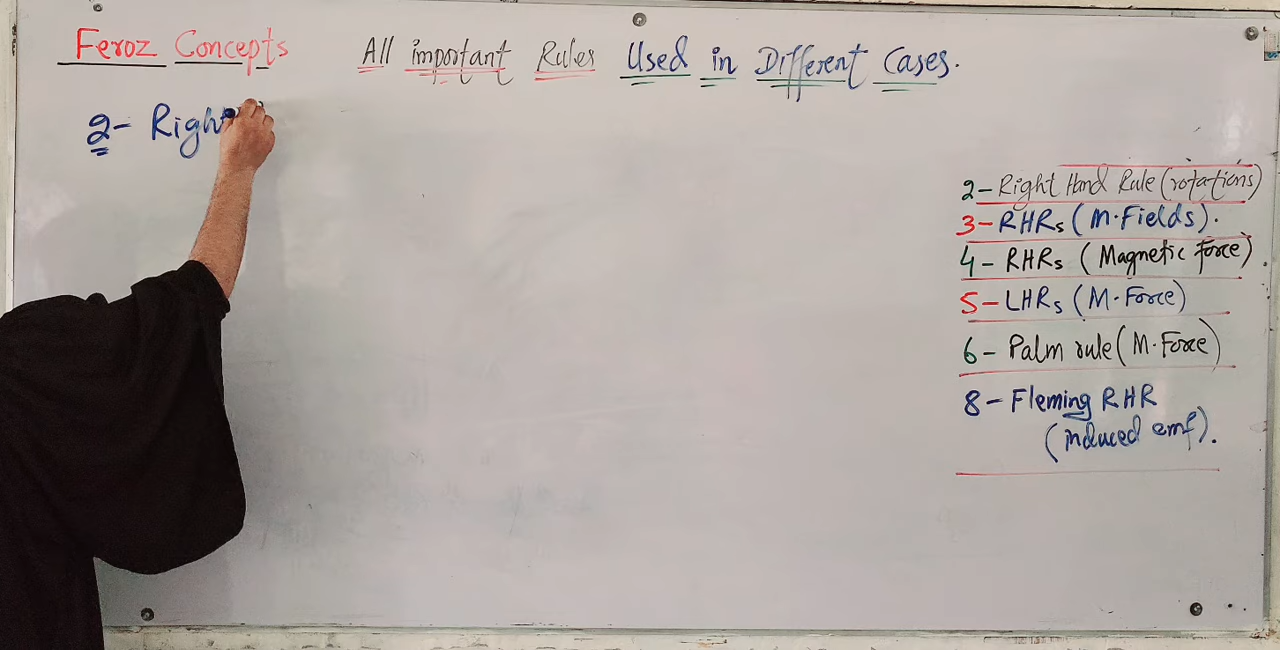 Feroz Concepts All important Rules Used in Different Cases.
2- Right
2- Right Hand Rule (rotations)
3- RHRs (M.Fields).
4- RHRs (Magnetic force)
5- LHRs (M.Force)
6- Palm rule (M.Force)
8- Fleming RHR
(induced emf).